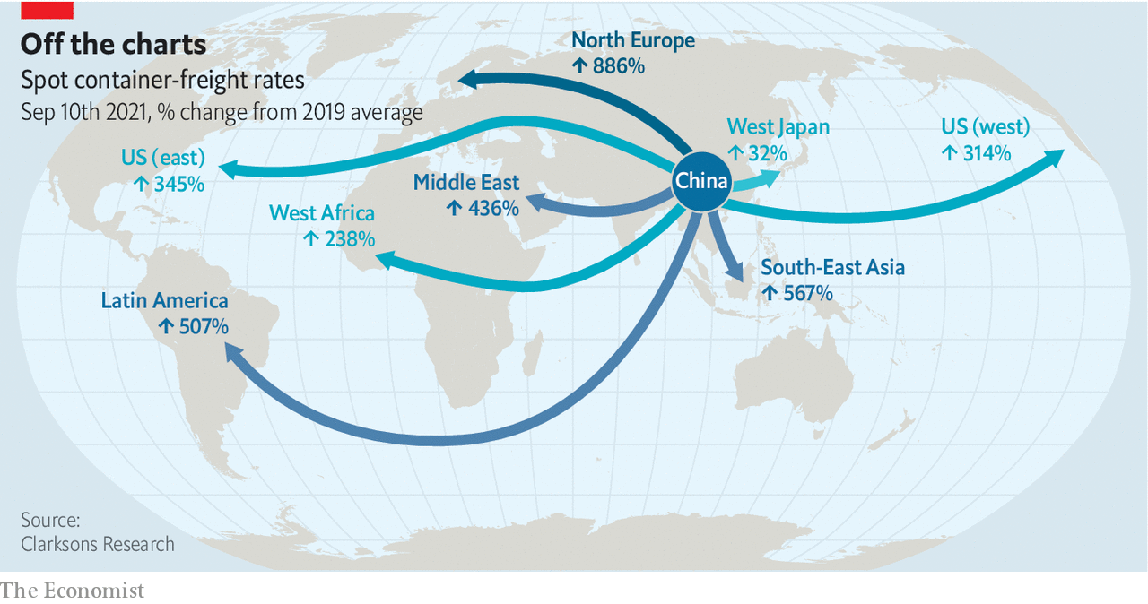 Off the charts
Spot container-freight rates
Sep 10th 2021, % change from 2019 average
North Europe
↑ 886%
West Japan
↑ 32%
US (west)
↑ 314%
US (east)
↑ 345%
Middle East
↑ 436%
China
West Africa
↑ 238%
South-East Asia
↑ 567%
Latin America
↑ 507%
Source:
Clarksons Research
The Economist